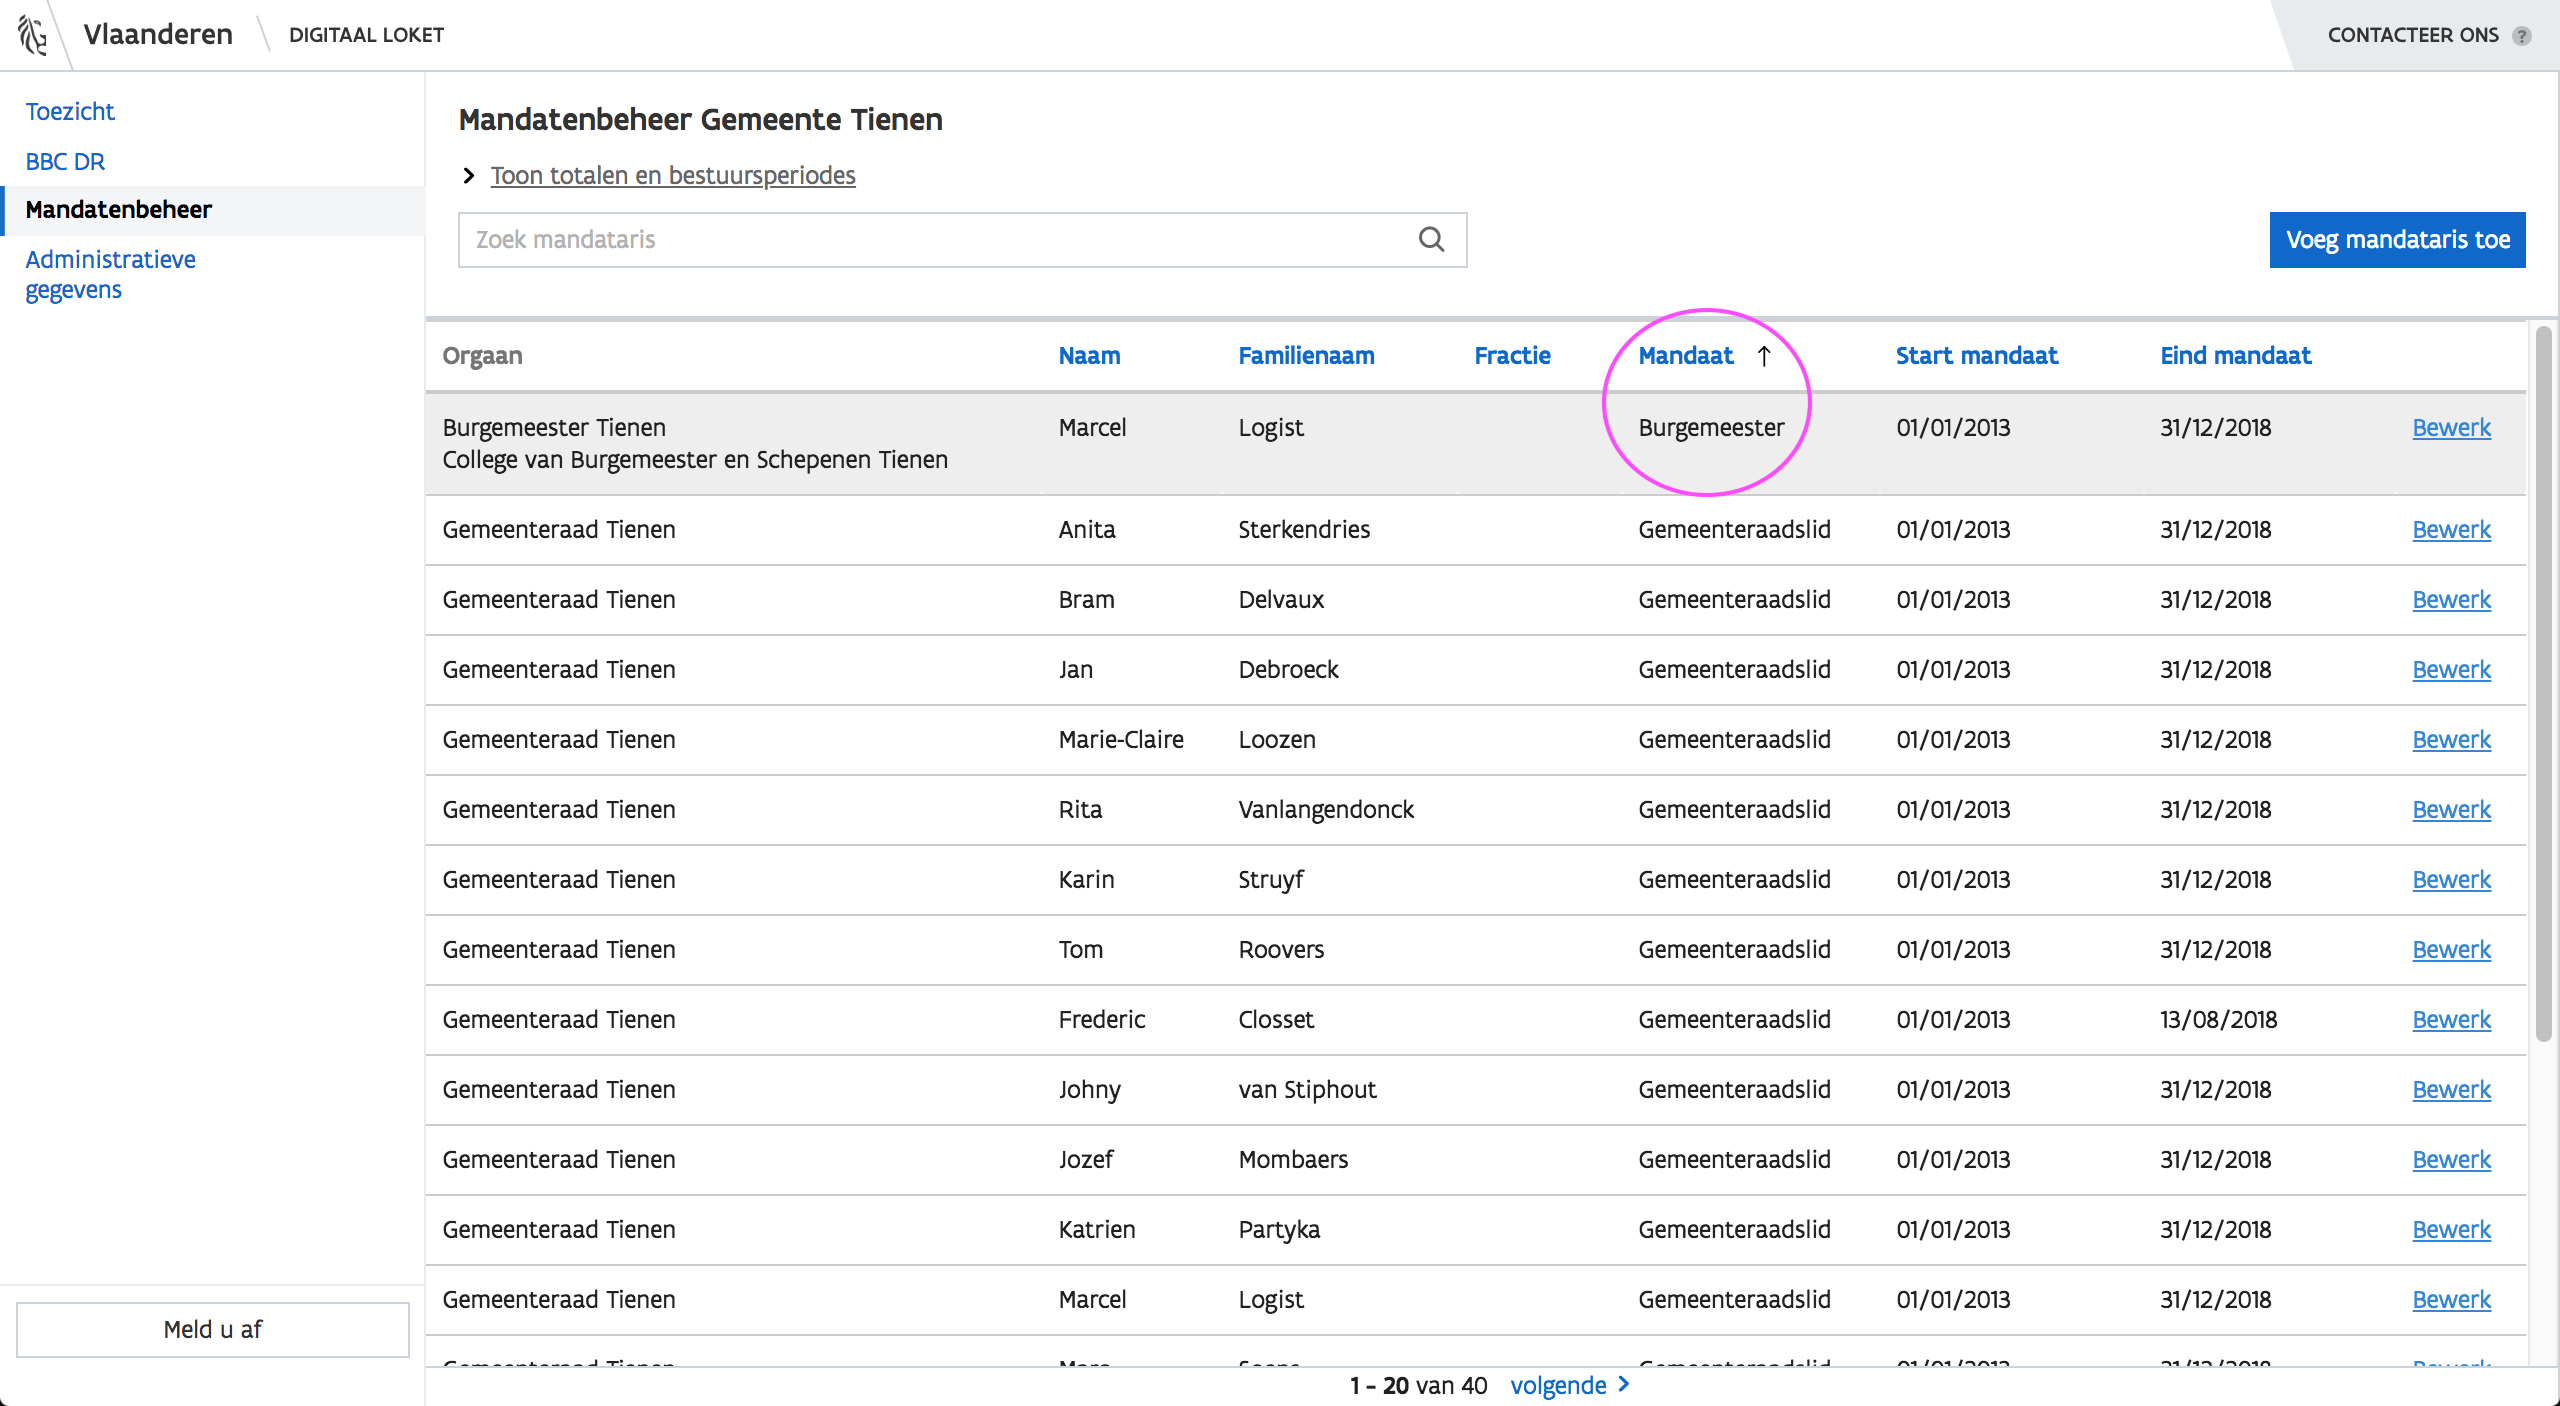 Vlaanderen DIGITAAL LOKET CONTACTEER ONS ?
Toezicht
BBC DR
Mandatenbeheer
Administratieve
gegevens
Meld u af
Mandatenbeheer Gemeente Tienen
Toon totalen en bestuursperiodes
Zoek mandataris
Voeg mandataris toe
Orgaan Naam Familienaam Fractie Mandaat ↑ Start mandaat Eind mandaat
Burgemeester Tienen Marcel Logist Burgemeester 01/01/2013 31/12/2018 Bewerk
College van Burgemeester en Schepenen Tienen
Gemeenteraad Tienen Anita Sterkendries Gemeenteraadslid 01/01/2013 31/12/2018 Bewerk
Gemeenteraad Tienen Bram Delvaux Gemeenteraadslid 01/01/2013 31/12/2018 Bewerk
Gemeenteraad Tienen Jan Debroeck Gemeenteraadslid 01/01/2013 31/12/2018 Bewerk
Gemeenteraad Tienen Marie-Claire Loozen Gemeenteraadslid 01/01/2013 31/12/2018 Bewerk
Gemeenteraad Tienen Rita Vanlangendonck Gemeenteraadslid 01/01/2013 31/12/2018 Bewerk
Gemeenteraad Tienen Karin Struyf Gemeenteraadslid 01/01/2013 31/12/2018 Bewerk
Gemeenteraad Tienen Tom Roovers Gemeenteraadslid 01/01/2013 31/12/2018 Bewerk
Gemeenteraad Tienen Frederic Closset Gemeenteraadslid 01/01/2013 13/08/2018 Bewerk
Gemeenteraad Tienen Johny van Stiphout Gemeenteraadslid 01/01/2013 31/12/2018 Bewerk
Gemeenteraad Tienen Jozef Mombaers Gemeenteraadslid 01/01/2013 31/12/2018 Bewerk
Gemeenteraad Tienen Katrien Partyka Gemeenteraadslid 01/01/2013 31/12/2018 Bewerk
Gemeenteraad Tienen Marcel Logist Gemeenteraadslid 01/01/2013 31/12/2018 Bewerk
Gemeenteraad Tienen Gemeenteraadslid 01/01/2013 31/12/2018 Bewerk
1 - 20 van 40 volgende